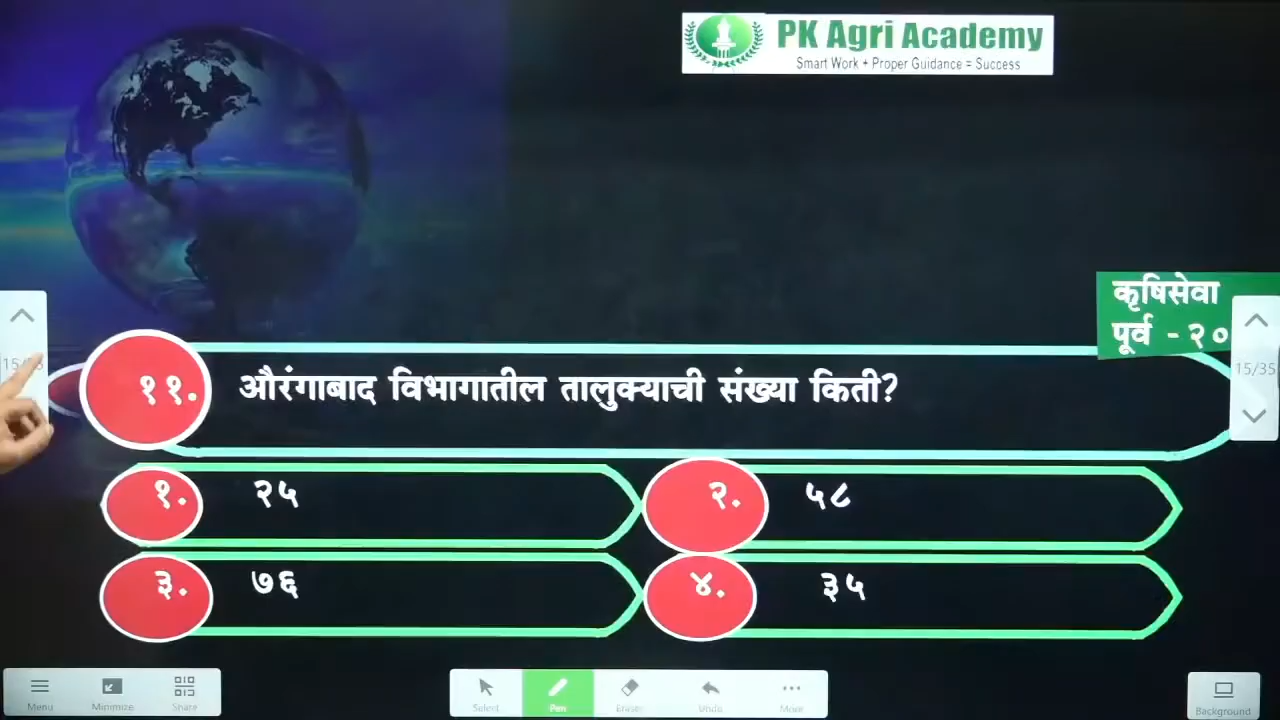 PK Agri Academy
Smart Work + Proper Guidance = Success
कृषिसेवा
पूर्व - २०
११. औरंगाबाद विभागातील तालुक्याची संख्या किती?
15/35
१. २५
२. ५८
३. ७६
४. ३५
Menu
Minimize
Share
Select
Pen
Eraser
Undo
More
Background